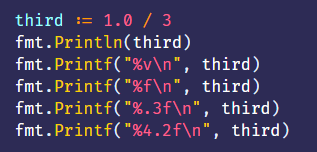 third := 1.0 / 3
fmt.Println(third)
fmt.Printf("%v\n", third)
fmt.Printf("%f\n", third)
fmt.Printf("%.3f\n", third)
fmt.Printf("%4.2f\n", third)